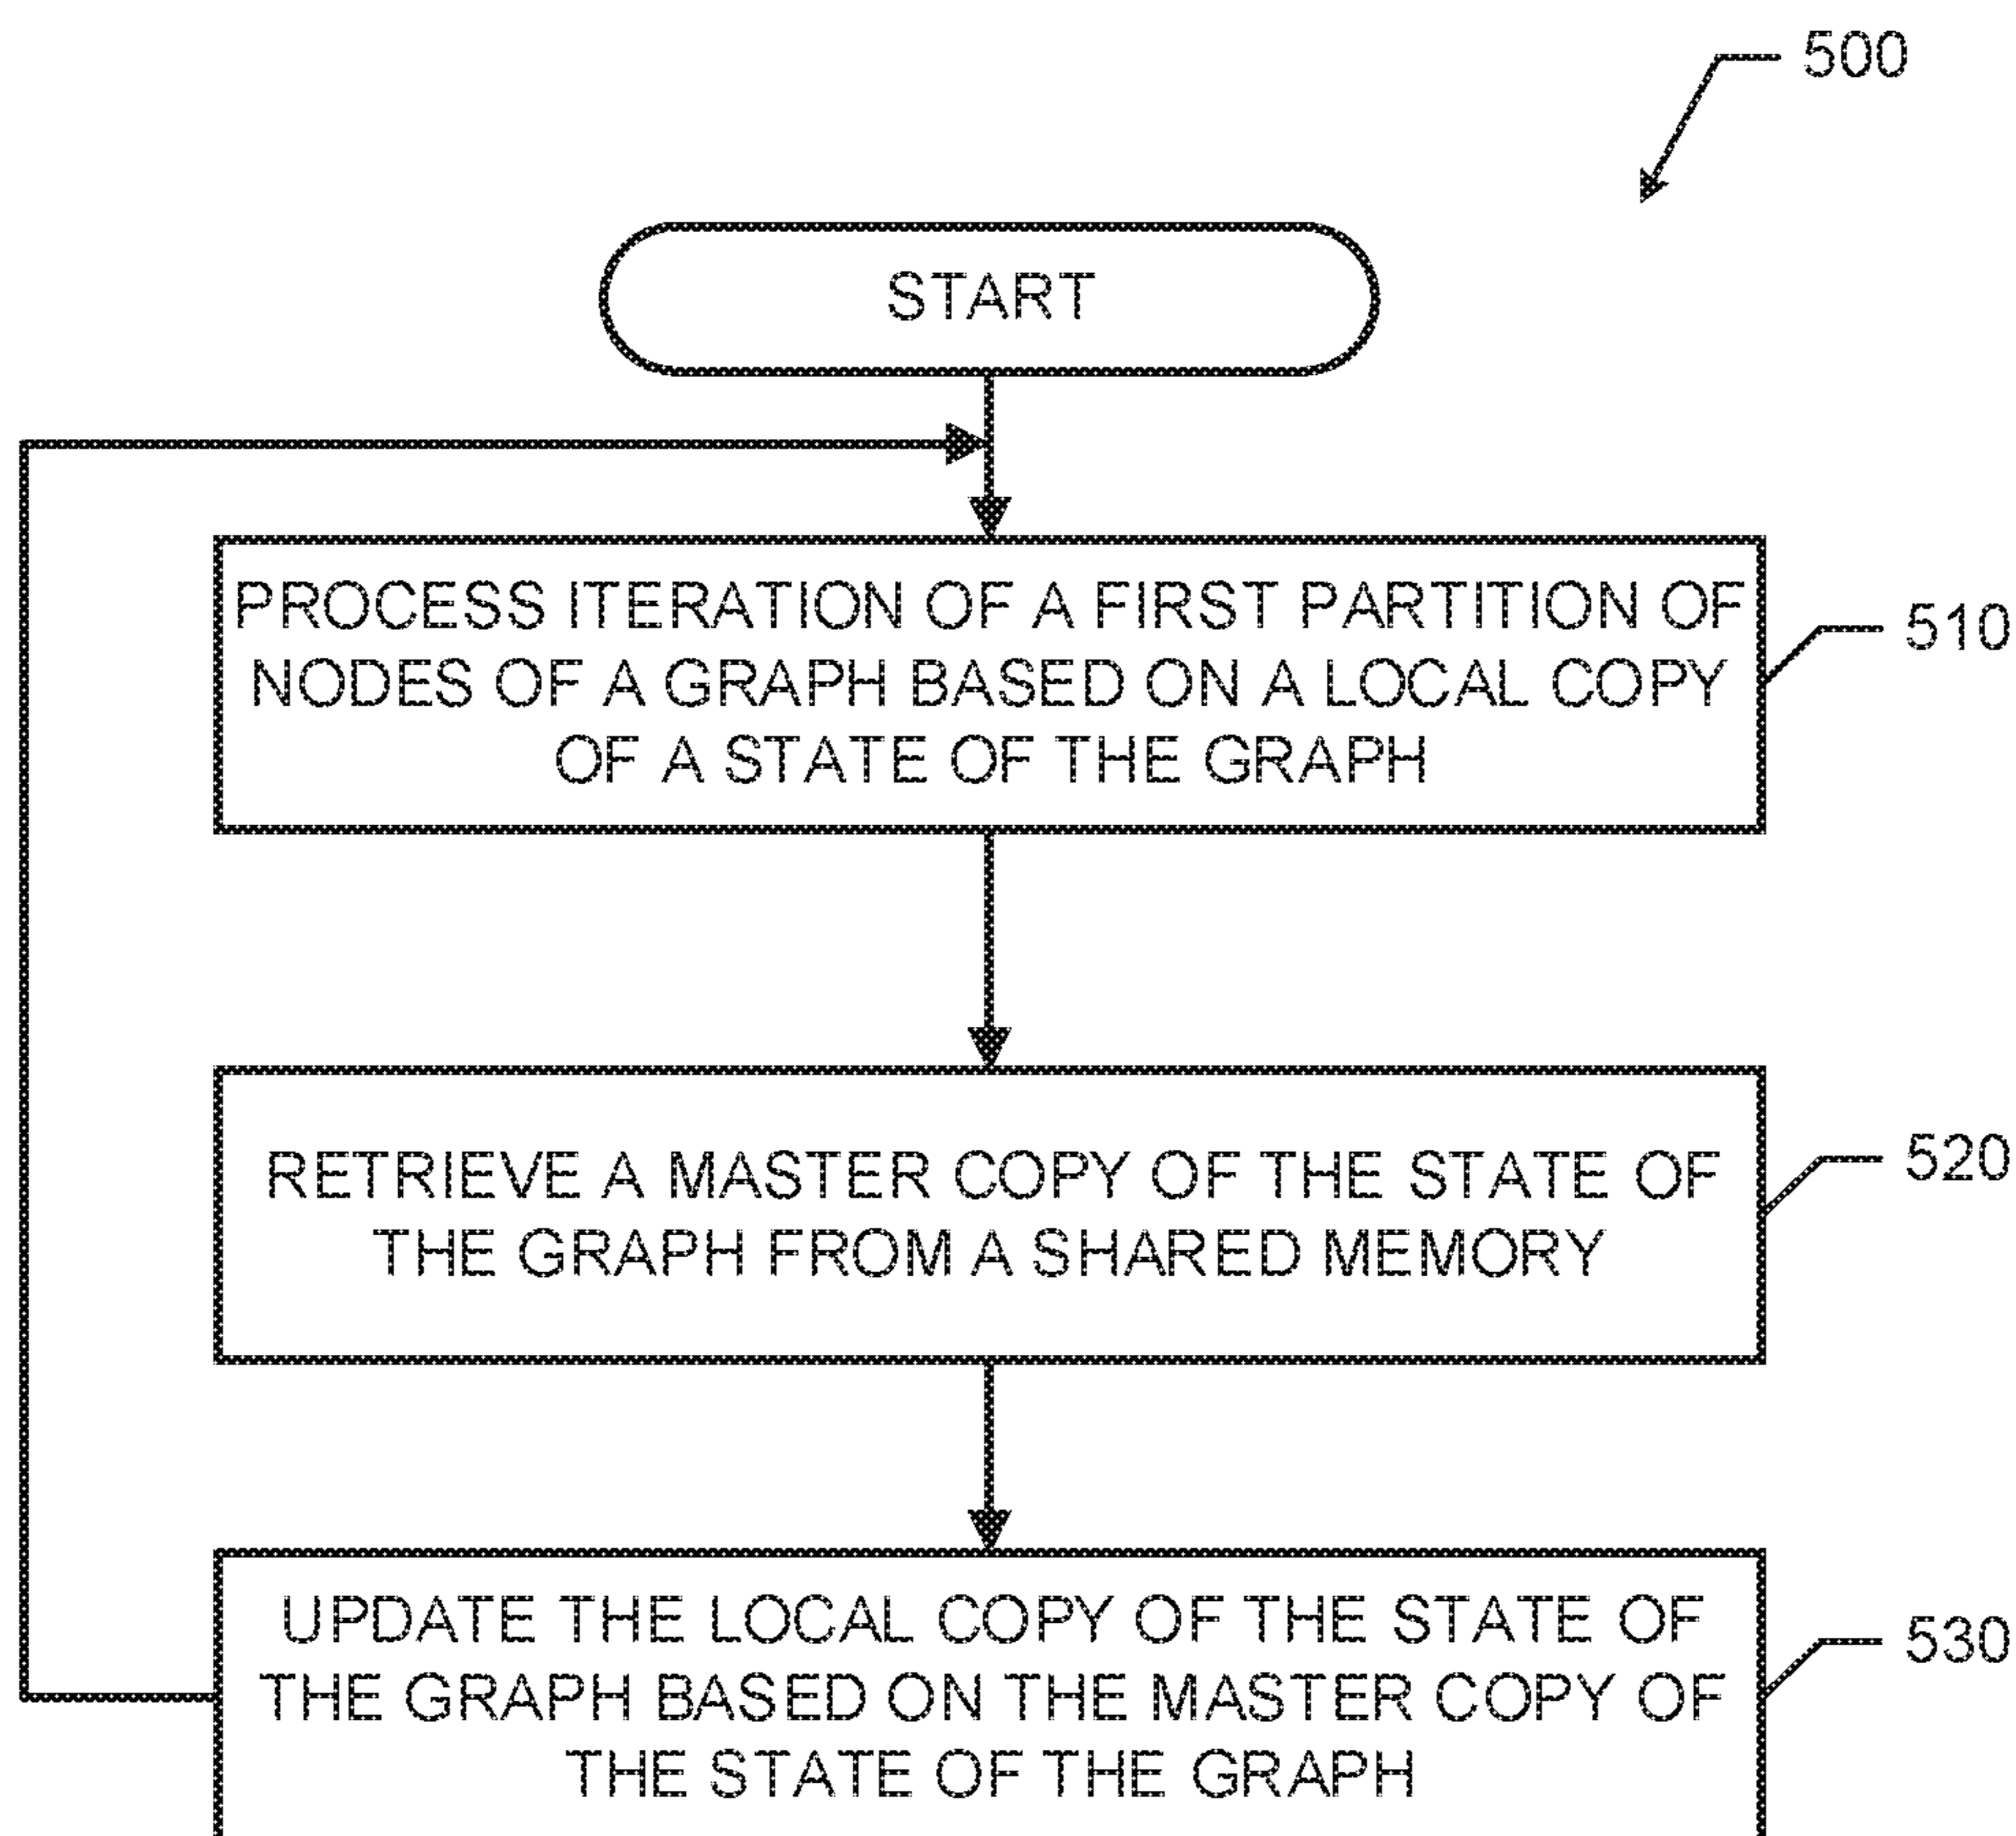 500
START
PROCESS ITERATION OF A FIRST PARTITION OF
NODES OF A GRAPH BASED ON A LOCAL COPY
OF A STATE OF THE GRAPH
510
RETRIEVE A MASTER COPY OF THE STATE OF
THE GRAPH FROM A SHARED MEMORY
520
UPDATE THE LOCAL COPY OF THE STATE OF
THE GRAPH BASED ON THE MASTER COPY OF
THE STATE OF THE GRAPH
530